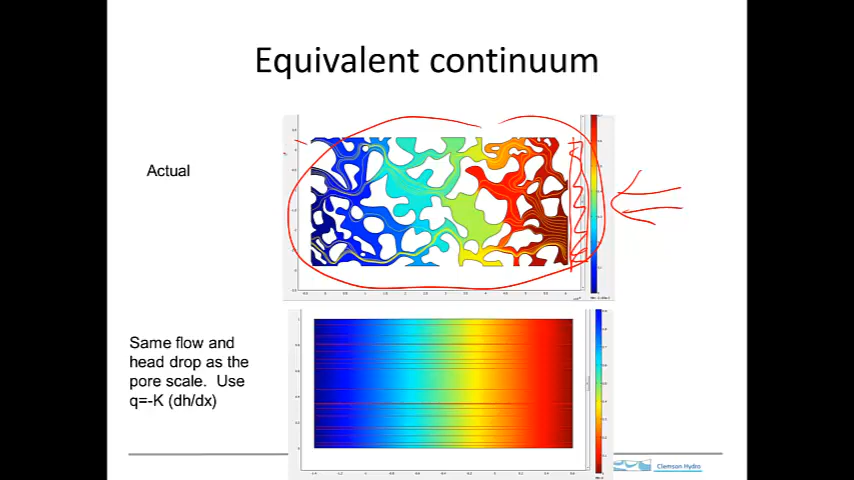 Equivalent continuum
Actual
Same flow and
head drop as the
pore scale. Use
q=-K (dh/dx)
Clemson Hydro